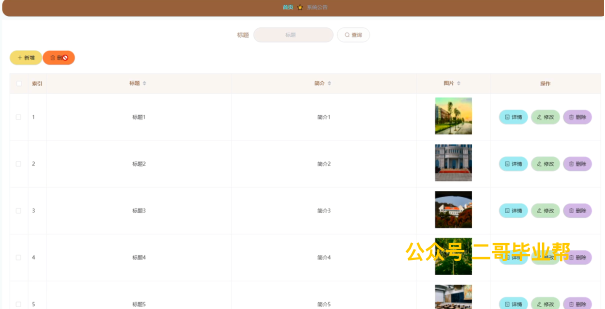 首页 系统公告
标题 标题 查询
+ 新增 删除
索引 标题 简介 图片 操作
1 标题1 简介1 详情 修改 删除
2 标题2 简介2 详情 修改 删除
3 标题3 简介3 详情 修改 删除
4 标题4 简介4 详情 修改 删除
公众号 二哥毕业帮
5 标题5 简介5 详情 修改 删除